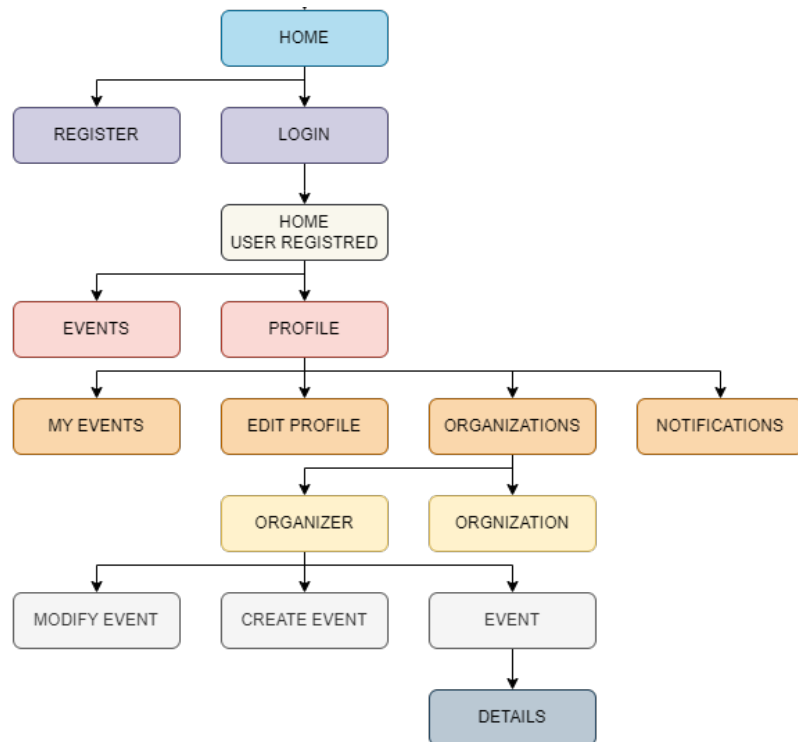 HOME
REGISTER
LOGIN
HOME
USER REGISTRED
EVENTS
PROFILE
MY EVENTS
EDIT PROFILE
ORGANIZATIONS
NOTIFICATIONS
ORGANIZER
ORGNIZATION
MODIFY EVENT
CREATE EVENT
EVENT
DETAILS